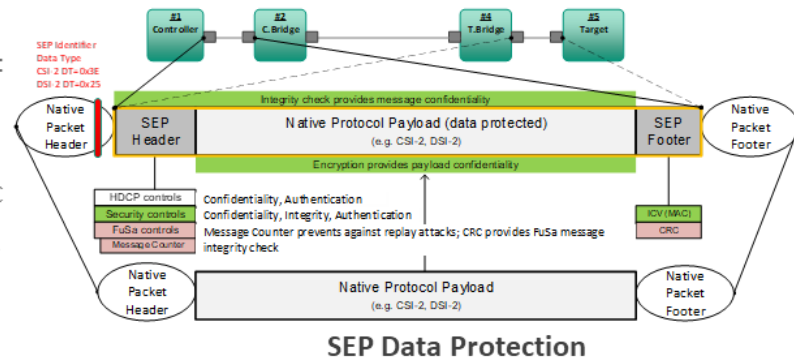 #1
Controller
#2
C.Bridge
#4
T.Bridge
#5
Target
SEP Identifier
Data Type
CSI-2 DT=0x3E
DSI-2 DT=0x25
Integrity check provides message confidentiality
Native
Packet
Header
SEP
Header
Native Protocol Payload (data protected)
(e.g. CSI-2, DSI-2)
SEP
Footer
Native
Packet
Footer
Encryption provides payload confidentiality
HDCP controls
Confidentiality, Authentication
Security controls
Confidentiality, Integrity, Authentication
FuSa controls
Message Counter prevents against replay attacks; CRC provides FuSa message
Message Counter
integrity check
ICV (MAC)
CRC
Native
Packet
Header
Native Protocol Payload
(e.g. CSI-2, DSI-2)
Native
Packet
Footer
SEP Data Protection